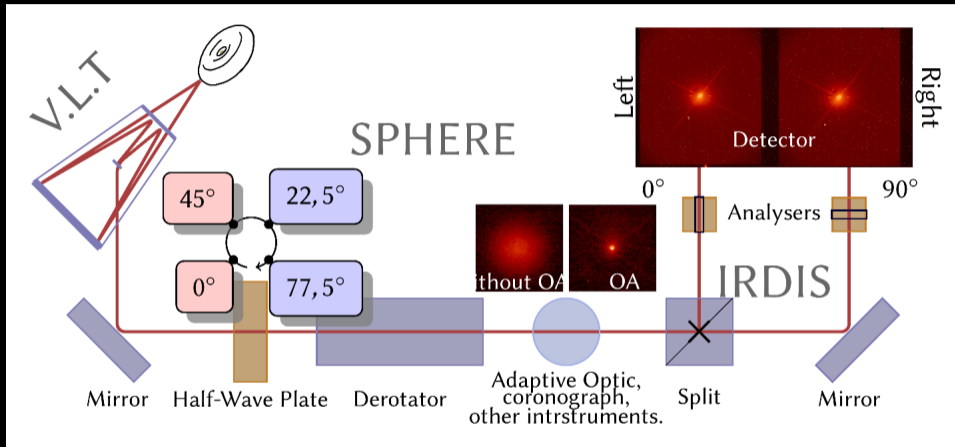 V.L.T
SPHERE
Left
Right
Detector
0°
90°
Analysers
45°
22, 5°
0°
77, 5°
ithout OA
OA
IRDIS
Mirror
Half-Wave Plate
Derotator
Adaptive Optic,
coronograph,
other intrstruments.
Split
Mirror